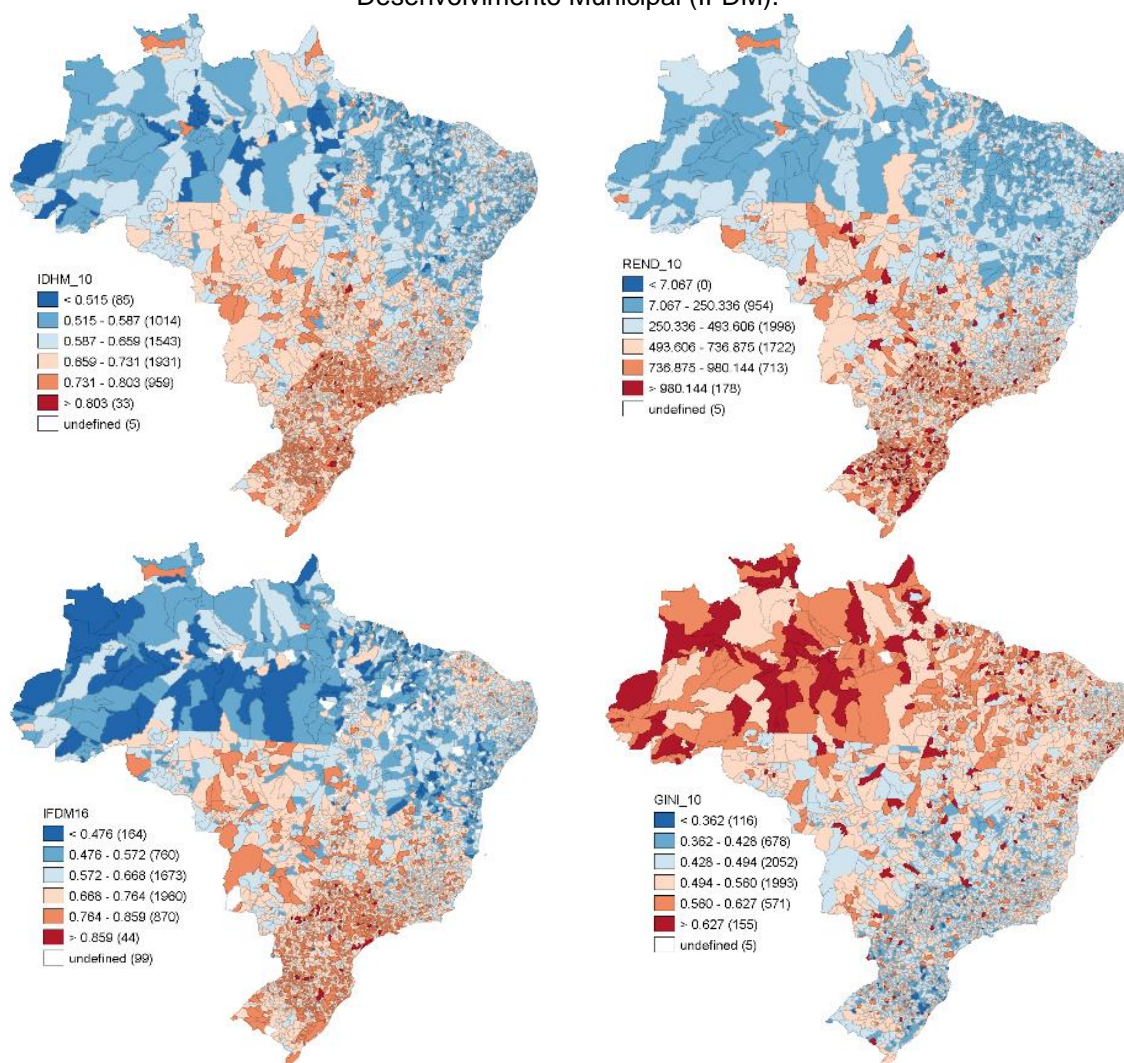 Desenvolvimento Municipal (IFDM).
IDHM_10
< 0.515 (85)
0.515 - 0.587 (1014)
0.587 - 0.659 (1543)
0.659 - 0.731 (1931)
0.731 - 0.803 (959)
> 0.803 (33)
undefined (5)
REND_10
< 7.067 (0)
7.067 - 250.336 (954)
250.336 - 493.606 (1998)
493.606 - 736.875 (1722)
736.875 - 980.144 (713)
> 980.144 (178)
undefined (5)
IFDM16
< 0.476 (164)
0.476 - 0.572 (760)
0.572 - 0.668 (1673)
0.668 - 0.764 (1960)
0.764 - 0.859 (870)
> 0.859 (44)
undefined (99)
GINI_10
< 0.362 (116)
0.362 - 0.428 (678)
0.428 - 0.494 (2052)
0.494 - 0.560 (1993)
0.560 - 0.627 (571)
> 0.627 (155)
undefined (5)